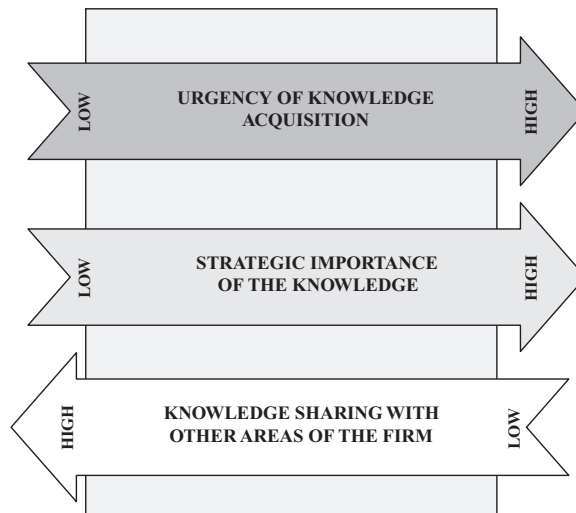 LOW
URGENCY OF KNOWLEDGE
ACQUISITION
HIGH
LOW
STRATEGIC IMPORTANCE
OF THE KNOWLEDGE
HIGH
HIGH
KNOWLEDGE SHARING WITH
OTHER AREAS OF THE FIRM
LOW